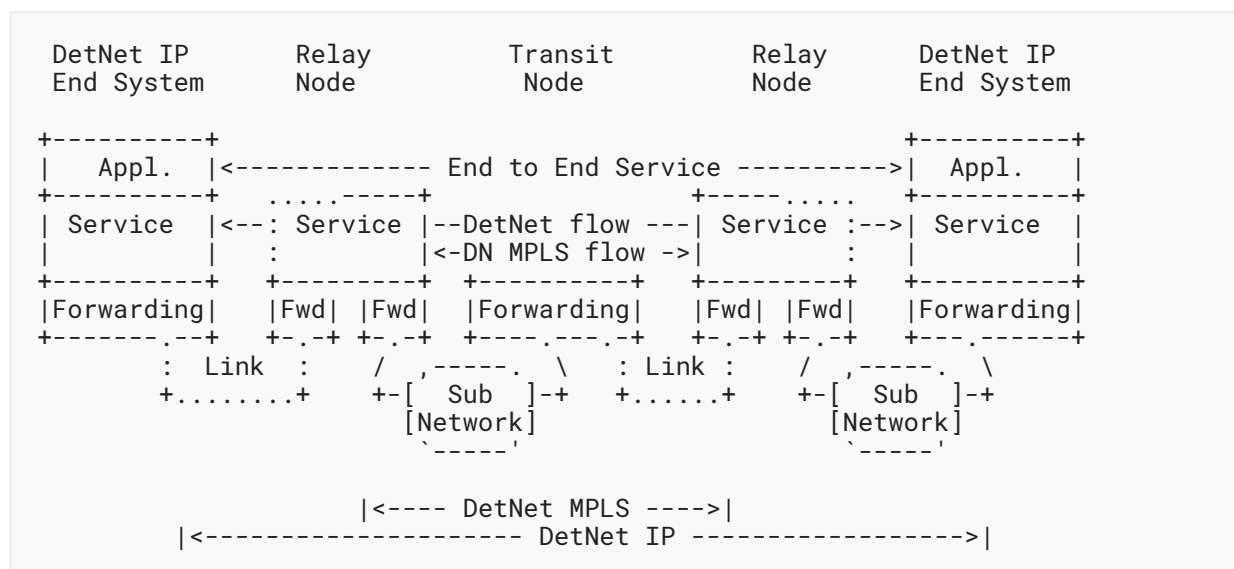 DetNet IP Relay Transit Relay DetNet IP
End System Node Node Node End System
+----------+ +----------+
| Appl. |<------------- End to End Service ---------->| Appl. |
+----------+ .....-----+ +-----..... +----------+
| Service |<--: Service |--DetNet flow ---| Service :-->| Service |
| | : |<-DN MPLS flow ->| : | |
+----------+ +---------+ +----------+ +---------+ +----------+
|Forwarding| |Fwd| |Fwd| |Forwarding| |Fwd| |Fwd| |Forwarding|
+-------.--+ +-.-+ +-.-+ +----.---.-+ +-.-+ +-.-+ +---.------+
: Link : / ,-----. \ : Link : / ,-----. \
+........+ +-[ Sub ]-+ +......+ +-[ Sub ]-+
[Network] [Network]
`-----' `-----'
|<---- DetNet MPLS ---->|
|<--------------------- DetNet IP ------------------>|